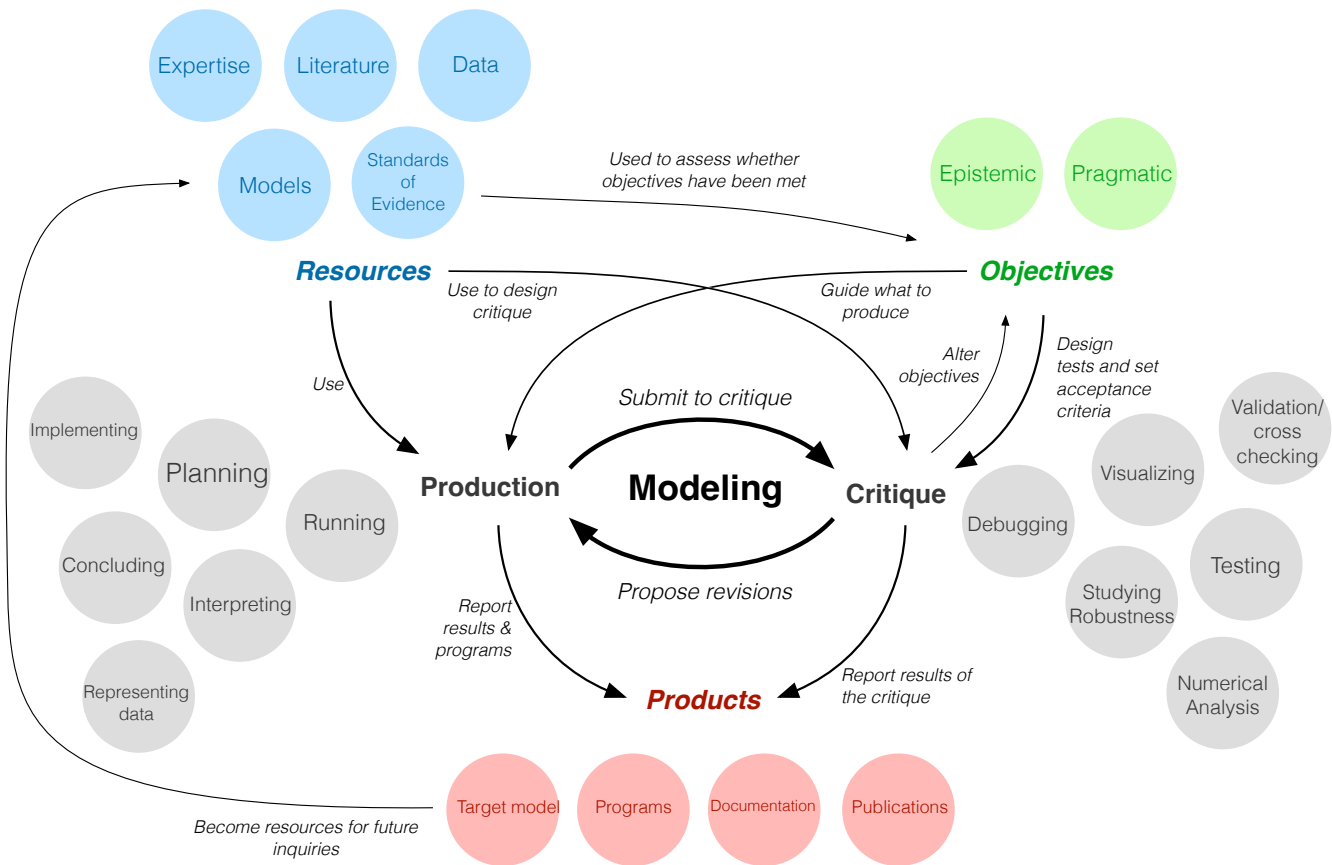 Expertise
Literature
Data
Models
Standards
of
Evidence
Used to assess whether
objectives have been met
Epistemic
Pragmatic
Resources
Objectives
Use to design
critique
Guide what to
produce
Use
Alter
objectives
Design
tests and set
acceptance
criteria
Submit to critique
Production
Modeling
Critique
Propose revisions
Implementing
Planning
Running
Concluding
Interpreting
Representing
data
Validation/
cross
checking
Visualizing
Debugging
Testing
Studying
Robustness
Numerical
Analysis
Report
results &
programs
Report results of
the critique
Products
Target model
Programs
Documentation
Publications
Become resources for future
inquiries